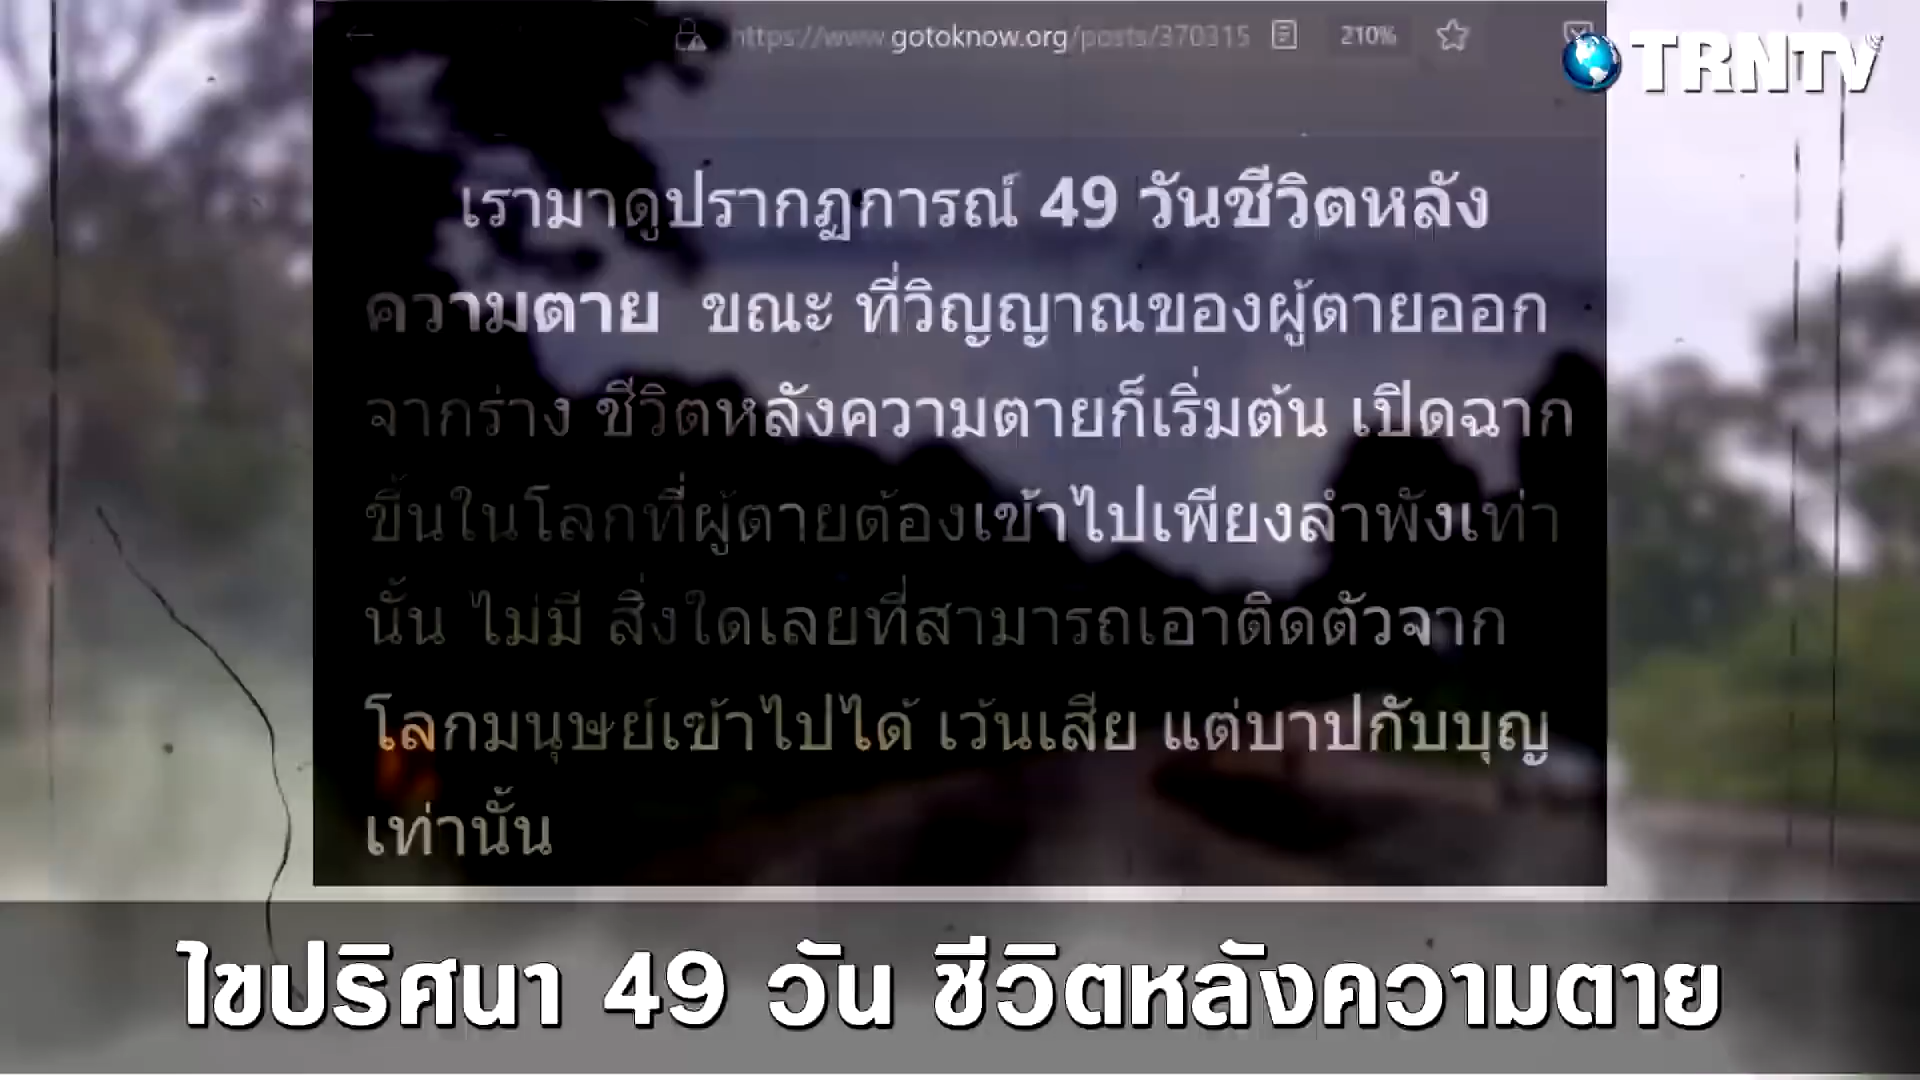 https://www.gotoknow.org/posts/370315 210%
TRNTV
เรามาดูปรากฏการณ์ 49 วันชีวิตหลัง
ความตาย ขณะ ที่วิญญาณของผู้ตายออก
จากร่าง ชีวิตหลังความตายก็เริ่มต้น เปิดฉาก
ขึ้นในโลกที่ผู้ตายต้องเข้าไปเพียงลำพังเท่า
นั้น ไม่มี สิ่งใดเลยที่สามารถเอาติดตัวจาก
โลกมนุษย์เข้าไปได้ เว้นเสีย แต่บาปกับบุญ
เท่านั้น
ไขปริศนา 49 วัน ชีวิตหลังความตาย